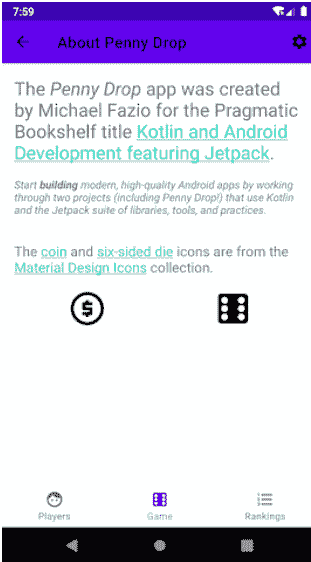 7:59
About Penny Drop
The Penny Drop app was created
by Michael Fazio for the Pragmatic
Bookshelf title Kotlin and Android
Development featuring Jetpack.
Start building modern, high-quality Android apps by working
through two projects (including Penny Drop!) that use Kotlin
and the Jetpack suite of libraries, tools, and practices.
The coin and six-sided die icons are from the
Material Design Icons collection.
Players Game Rankings